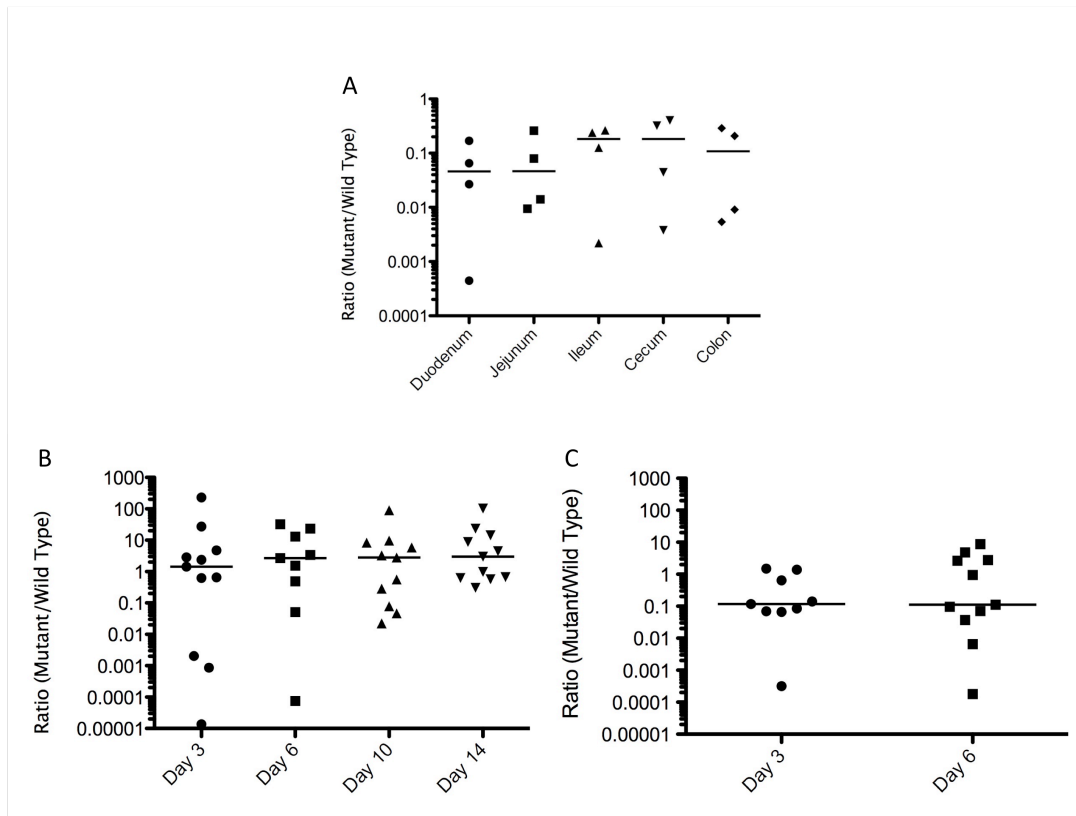 A
Ratio (Mutant/Wild Type)
1
0.1
0.01
0.001
0.0001
Duodenum
Jejunum
Ileum
Cecum
Colon
B
Ratio (Mutant/Wild Type)
1000
100
10
1
0.1
0.01
0.001
0.0001
0.00001
Day 3
Day 6
Day 10
Day 14
C
Ratio (Mutant/Wild Type)
1000
100
10
1
0.1
0.01
0.001
0.0001
0.00001
Day 3
Day 6